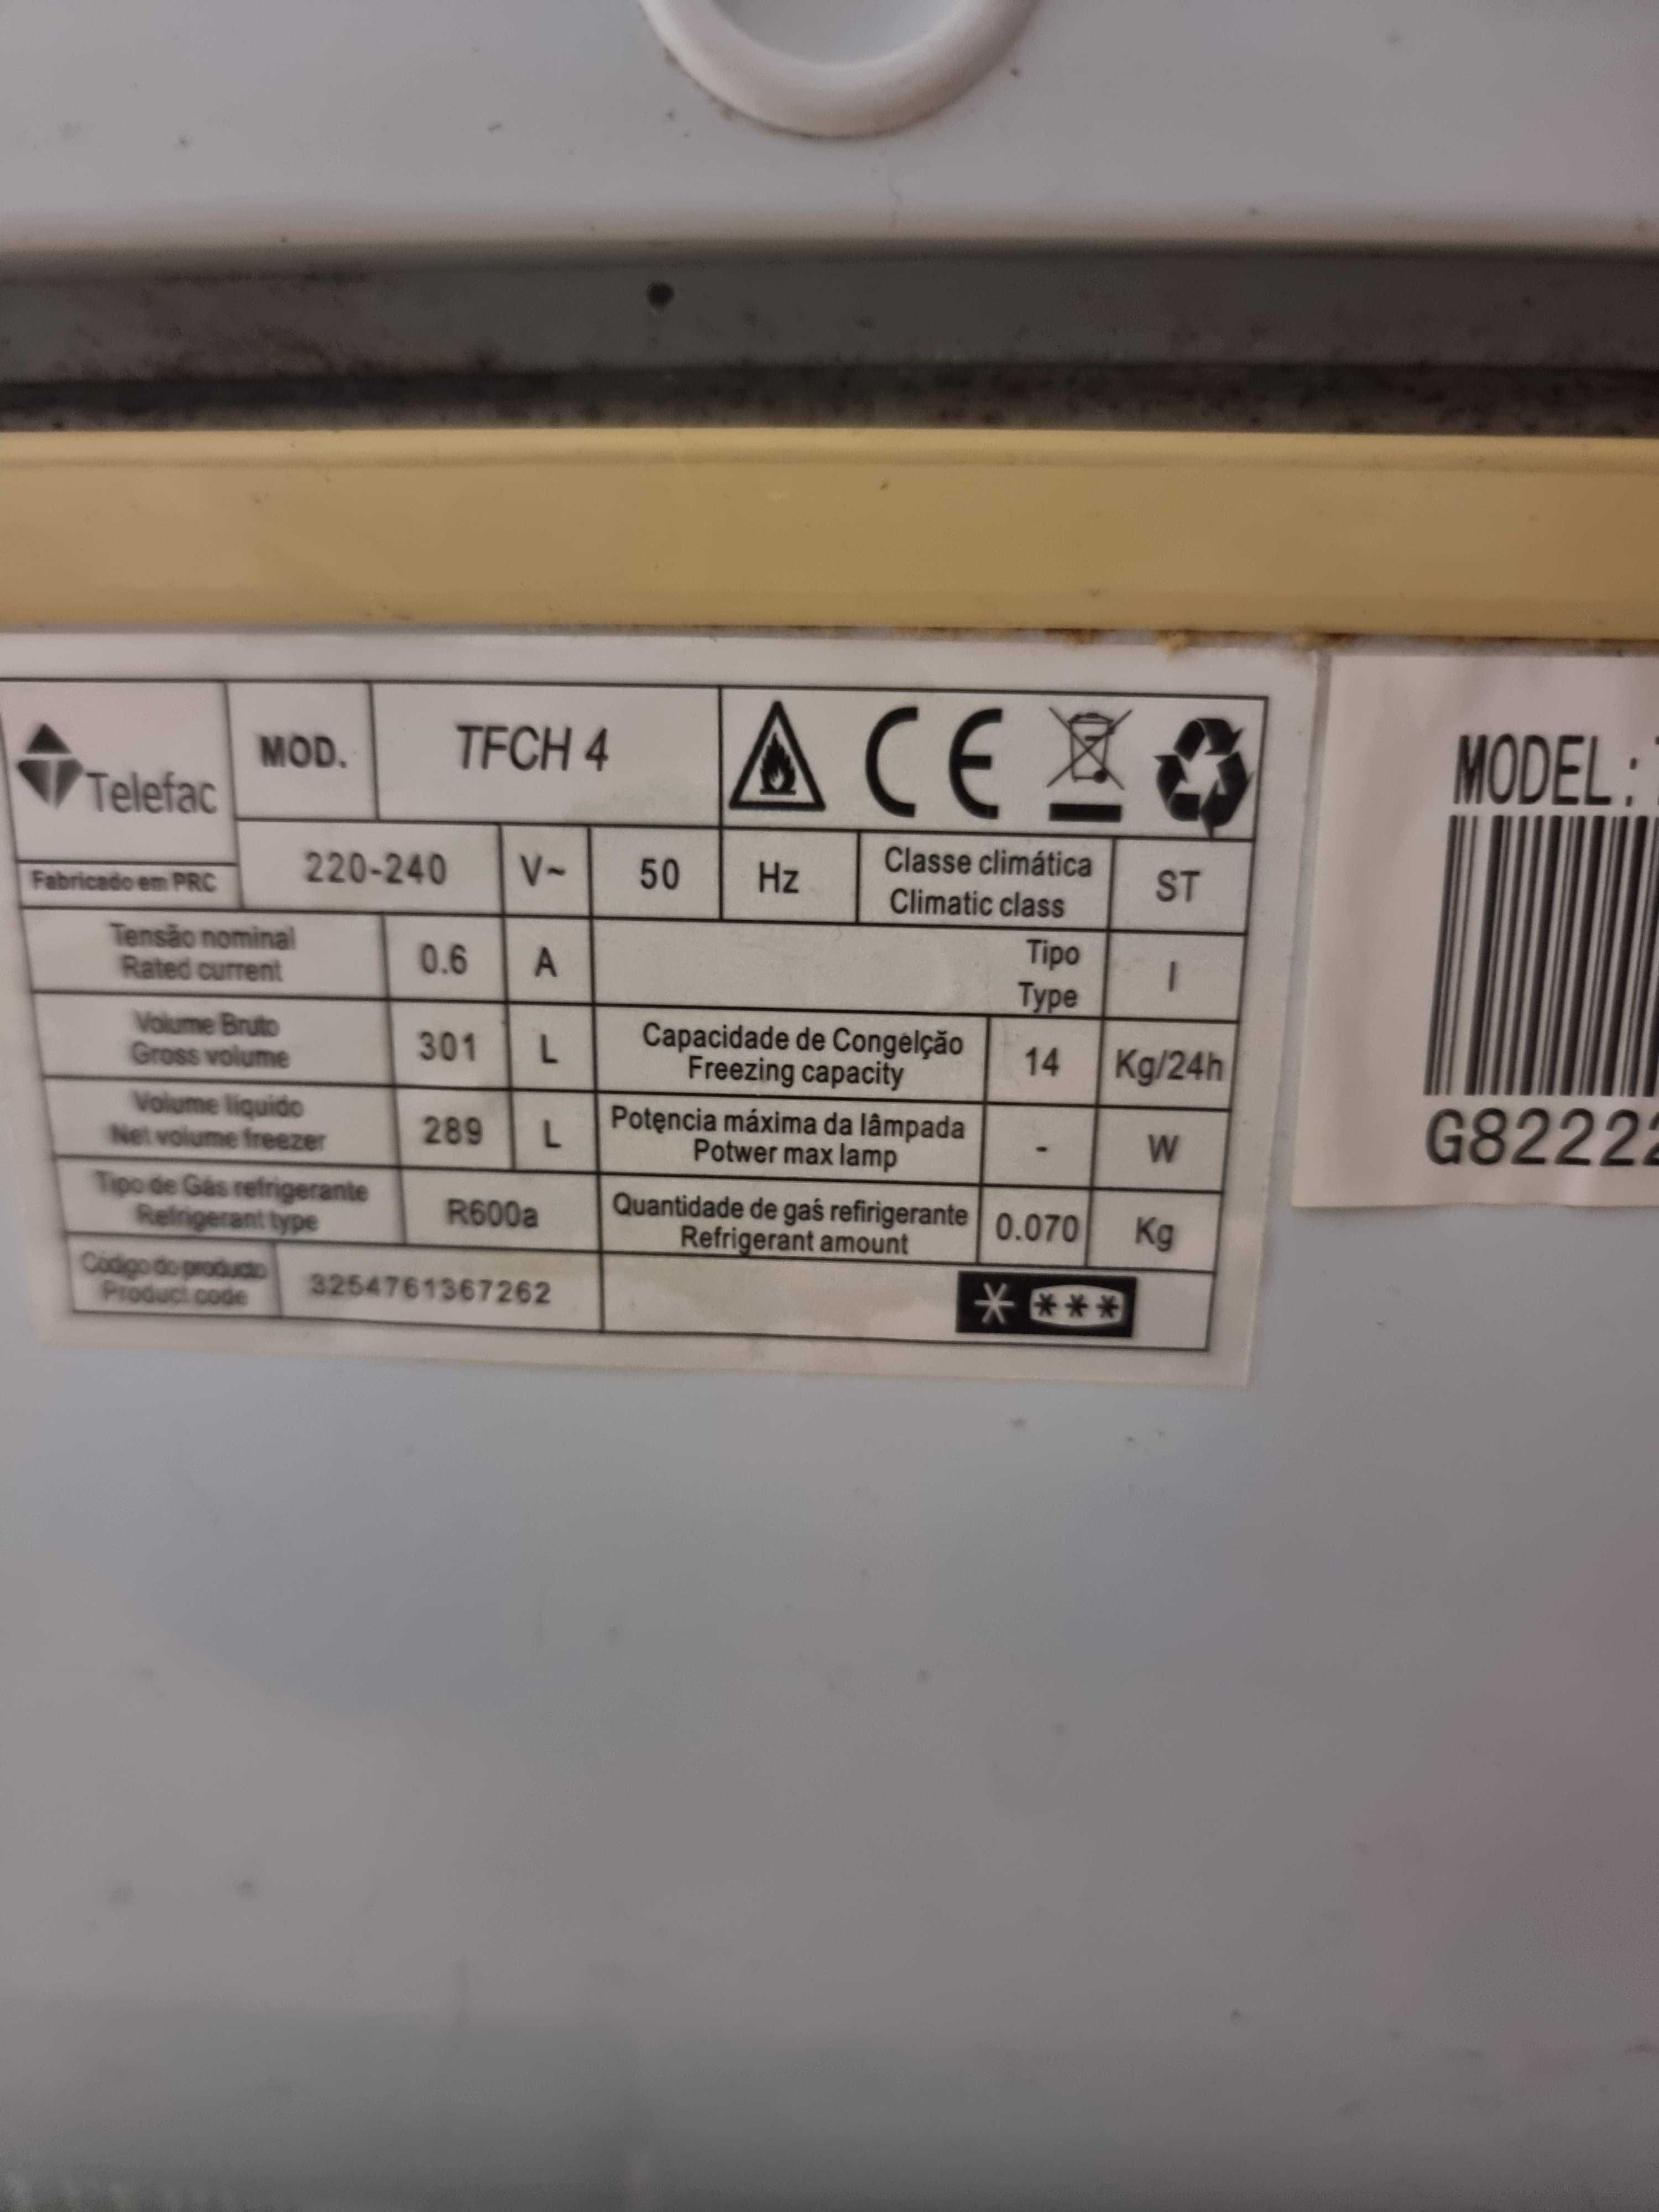 Telefac
MOD.
TFCH 4
CE
Fabricado em PRC
220-240
V~
50
Hz
Classe climática
Climatic class
ST
Tensão nominal
Rated current
0.6
A
Tipo
Type
I
Volume Bruto
Gross volume
301
L
Capacidade de Congelção
Freezing capacity
14
Kg/24h
Volume líquido
Net volume freezer
289
L
Potencia máxima da lâmpada
Potwer max lamp
-
W
Tipo de Gás refrigerante
Refrigerant type
R600a
Quantidade de gaś refirigerante
Refrigerant amount
0.070
Kg
Código do producto
Product code
3254761367262
MODEL:
G82222